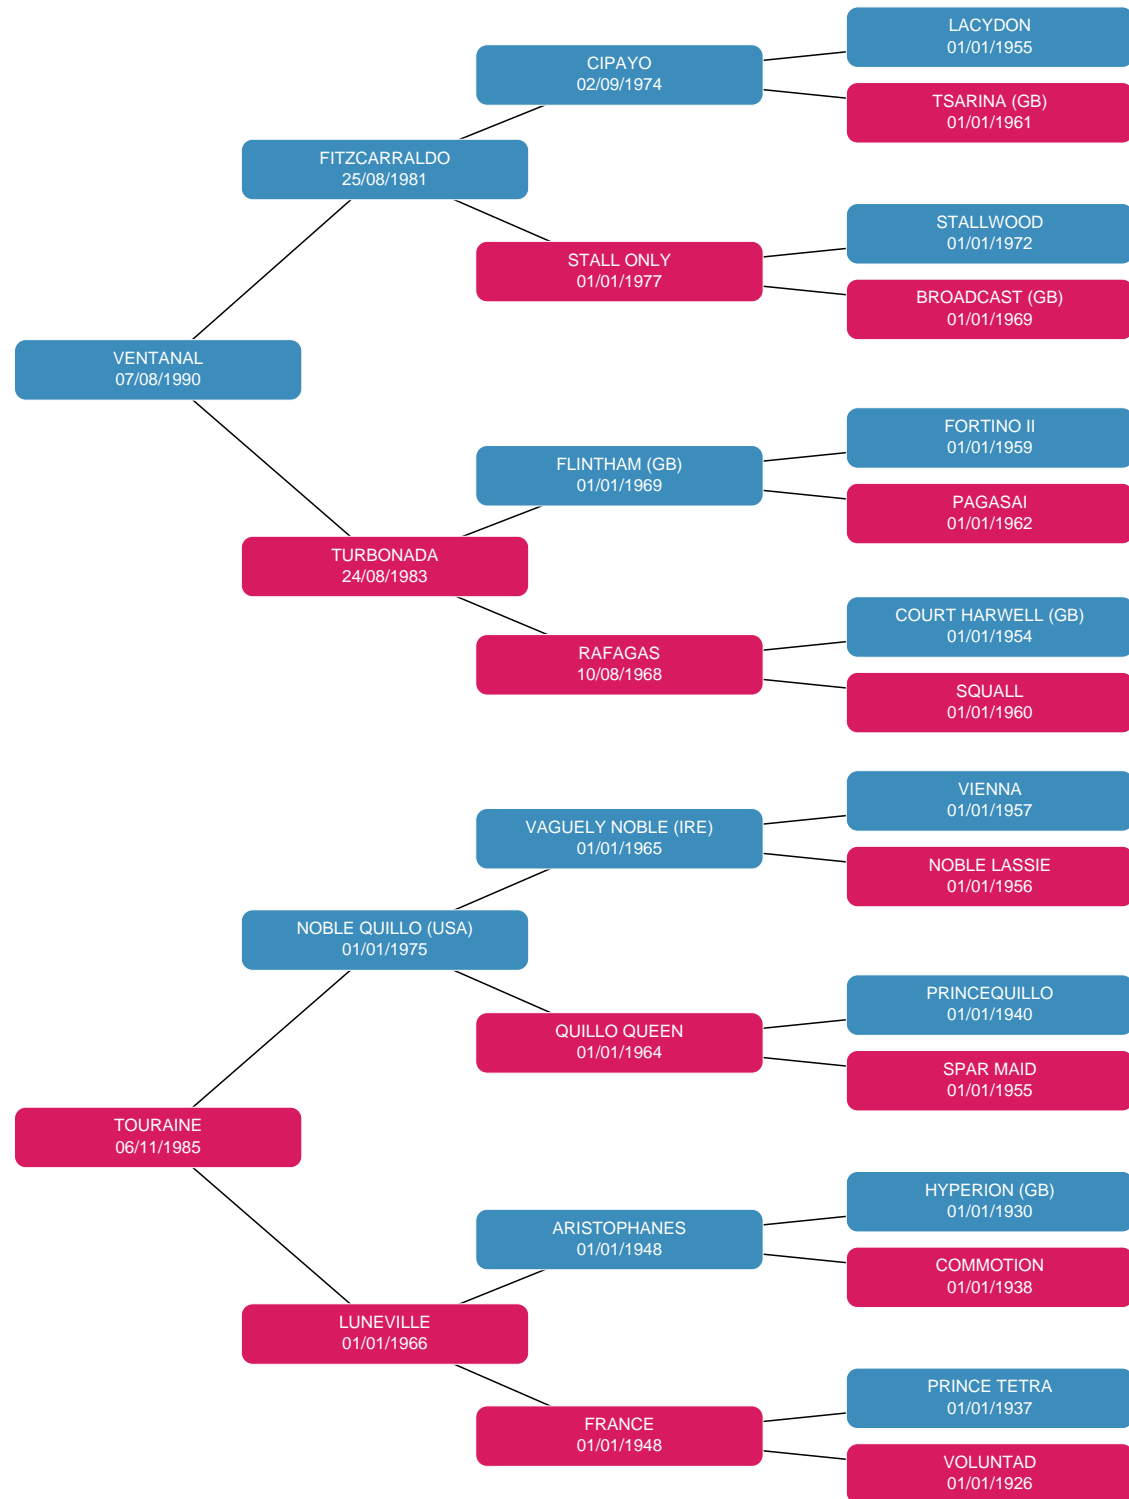 LACYDON
01/01/1955
CIPAYO
02/09/1974
TSARINA (GB)
01/01/1961
FITZCARRALDO
25/08/1981
STALLWOOD
01/01/1972
STALL ONLY
01/01/1977
BROADCAST (GB)
01/01/1969
VENTANAL
07/08/1990
FORTINO II
01/01/1959
FLINTHAM (GB)
01/01/1969
PAGASAI
01/01/1962
TURBONADA
24/08/1983
COURT HARWELL (GB)
01/01/1954
RAFAGAS
10/08/1968
SQUALL
01/01/1960
VIENNA
01/01/1957
VAGUELY NOBLE (IRE)
01/01/1965
NOBLE LASSIE
01/01/1956
NOBLE QUILLO (USA)
01/01/1975
PRINCEQUILLO
01/01/1940
QUILLO QUEEN
01/01/1964
SPAR MAID
01/01/1955
TOURAINE
06/11/1985
HYPERION (GB)
01/01/1930
ARISTOPHANES
01/01/1948
COMMOTION
01/01/1938
LUNEVILLE
01/01/1966
PRINCE TETRA
01/01/1937
FRANCE
01/01/1948
VOLUNTAD
01/01/1926